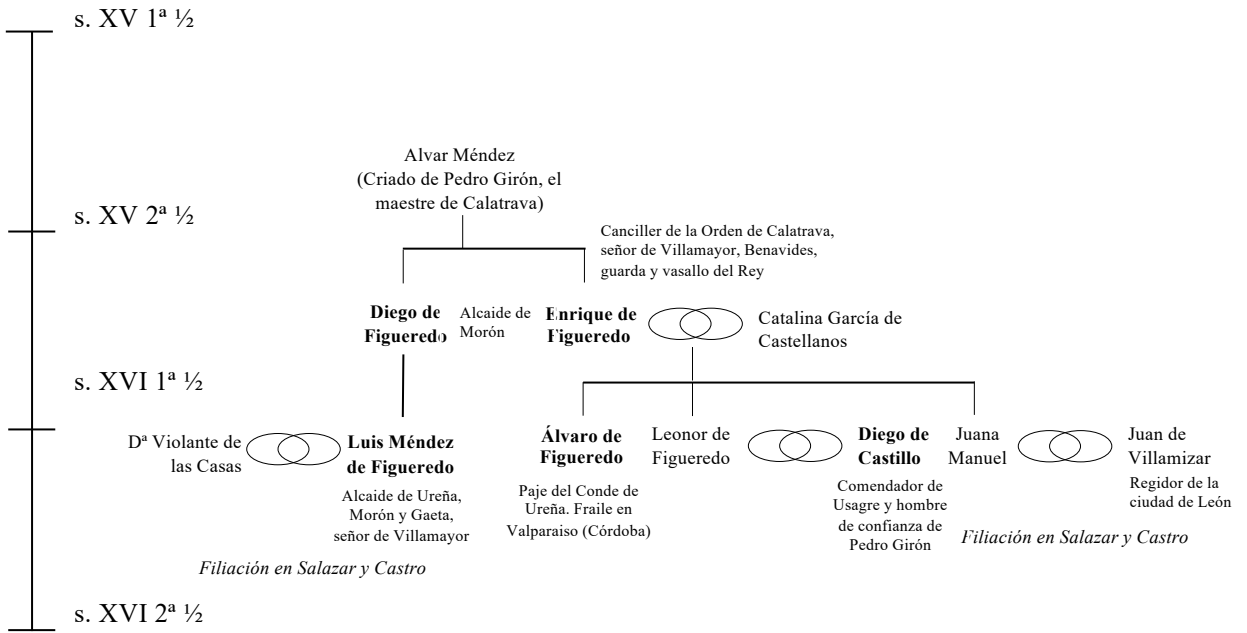 s. XV 1ª ½
Alvar Méndez
(Criado de Pedro Girón, el
maestre de Calatrava)
s. XV 2ª ½
Canciller de la Orden de Calatrava,
señor de Villamayor, Benavides,
guarda y vasallo del Rey
Diego de
Figueredo
Alcaide de
Morón
Enrique de
Figueredo
Catalina García de
Castellanos
s. XVI 1ª ½
Dª Violante de
las Casas
Luis Méndez
de Figueredo
Alcaide de Ureña,
Morón y Gaeta,
señor de Villamayor
Filiación en Salazar y Castro
Álvaro de
Figueredo
Paje del Conde de
Ureña. Fraile en
Valparaiso (Córdoba)
Leonor de
Figueredo
Diego de
Castillo
Comendador de
Usagre y hombre
de confianza de
Pedro Girón
Juana
Manuel
Juan de
Villamizar
Regidor de la
ciudad de León
Filiación en Salazar y Castro
s. XVI 2ª ½